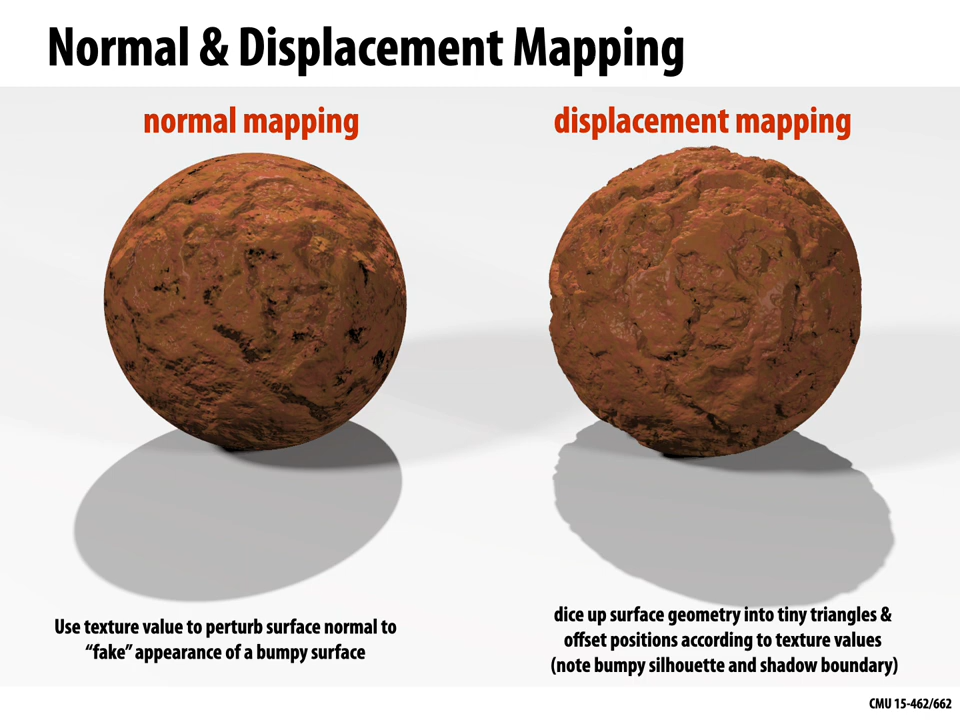 Normal & Displacement Mapping
normal mapping
displacement mapping
Use texture value to perturb surface normal to
“fake” appearance of a bumpy surface
dice up surface geometry into tiny triangles &
offset positions according to texture values
(note bumpy silhouette and shadow boundary)
CMU 15-462/662